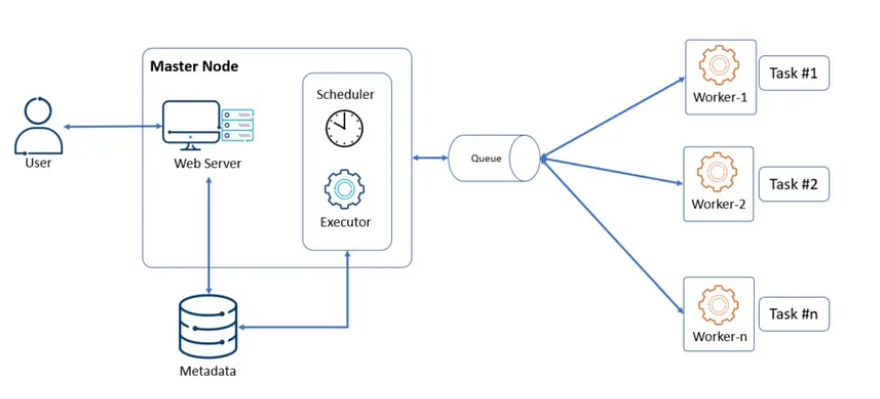 Master Node
User
Web Server
Scheduler
Executor
Metadata
Queue
Worker-1
Task #1
Worker-2
Task #2
Worker-n
Task #n